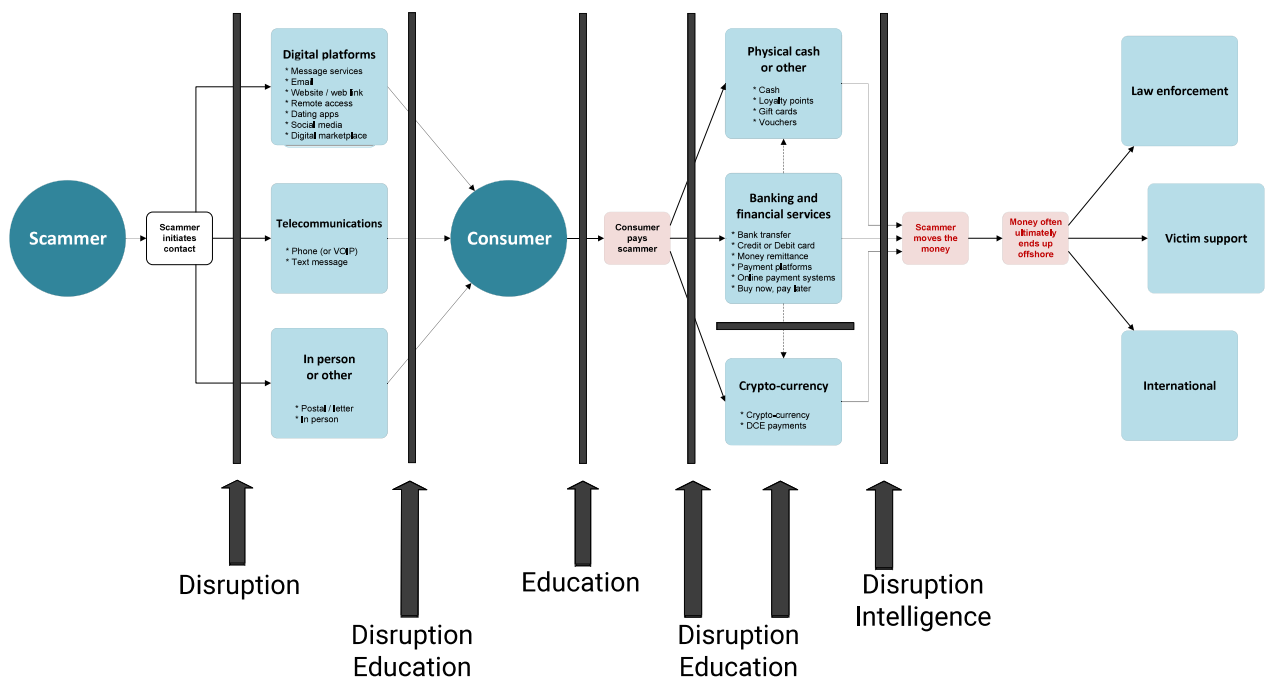 Scammer
Scammer
initiates
contact
Digital platforms
* Message services
* Email
* Website / web link
* Remote access
* Dating apps
* Social media
* Digital marketplace
Telecommunications
* Phone (or VOIP)
* Text message
In person
or other
* Postal / letter
* In person
Consumer
Consumer
pays
scammer
Physical cash
or other
* Cash
* Loyalty points
* Gift cards
* Vouchers
Banking and
financial services
* Bank transfer
* Credit or Debit card
* Money remittance
* Payment platforms
* Online payment systems
* Buy now, pay later
Crypto-currency
* Crypto-currency
* DCE payments
Scammer
moves the
money
Money often
ultimately
ends up
offshore
Law enforcement
Victim support
International
Disruption
Disruption
Education
Education
Disruption
Education
Disruption
Intelligence